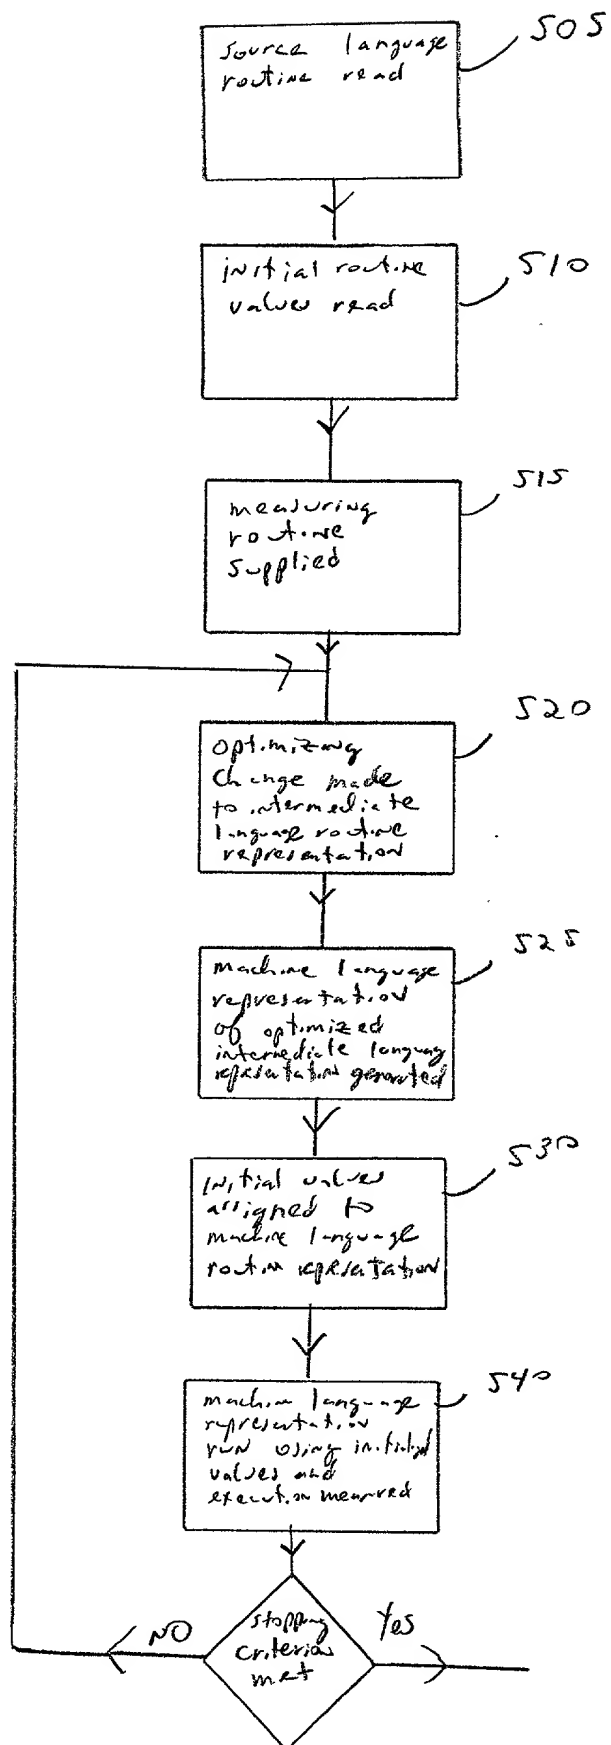 505
source language
routine read
510
initial routine
values read
515
measuring
routine
supplied
520
optimizing
change made
to intermediate
language routine
representation
525
machine language
representation
of optimized
intermediate language
representation generated
530
initial values
assigned to
machine language
routine representation
540
machine language
representation
run using initial
values and
execution measured
NO
Yes
stopping
criterion
met